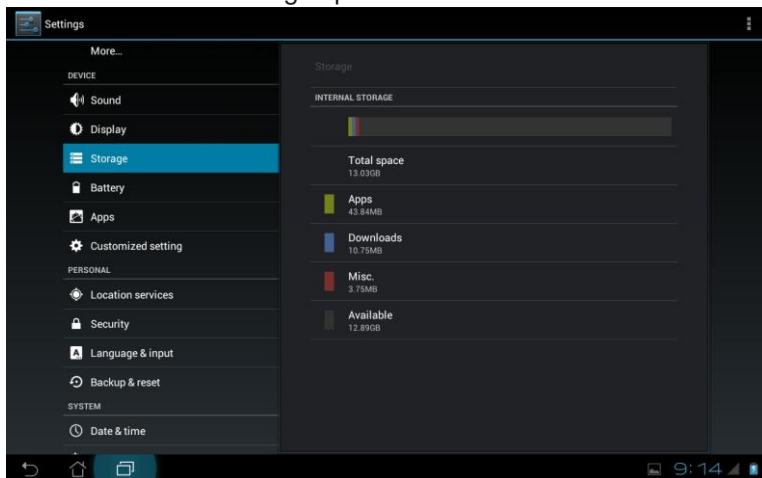 Settings
More...
DEVICE
Sound
Display
Storage
Battery
Apps
Customized setting
PERSONAL
Location services
Security
Language & input
Backup & reset
SYSTEM
Date & time
Storage
INTERNAL STORAGE
Total space
13.03GB
Apps
43.84MB
Downloads
10.75MB
Misc.
3.75MB
Available
12.89GB
9:14